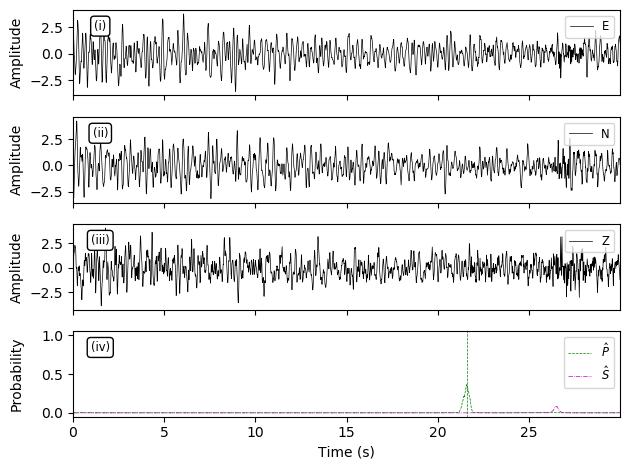 (i)
E
Amplitude
2.5
0.0
−2.5
(ii)
N
Amplitude
2.5
0.0
−2.5
(iii)
Z
Amplitude
2.5
0.0
−2.5
(iv)
P̂
Ŝ
Probability
1.0
0.5
0.0
0 5 10 15 20 25
Time (s)